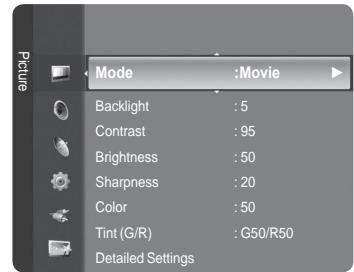 Picture
Mode :Movie
Backlight : 5
Contrast : 95
Brightness : 50
Sharpness : 20
Color : 50
Tint (G/R) : G50/R50
Detailed Settings